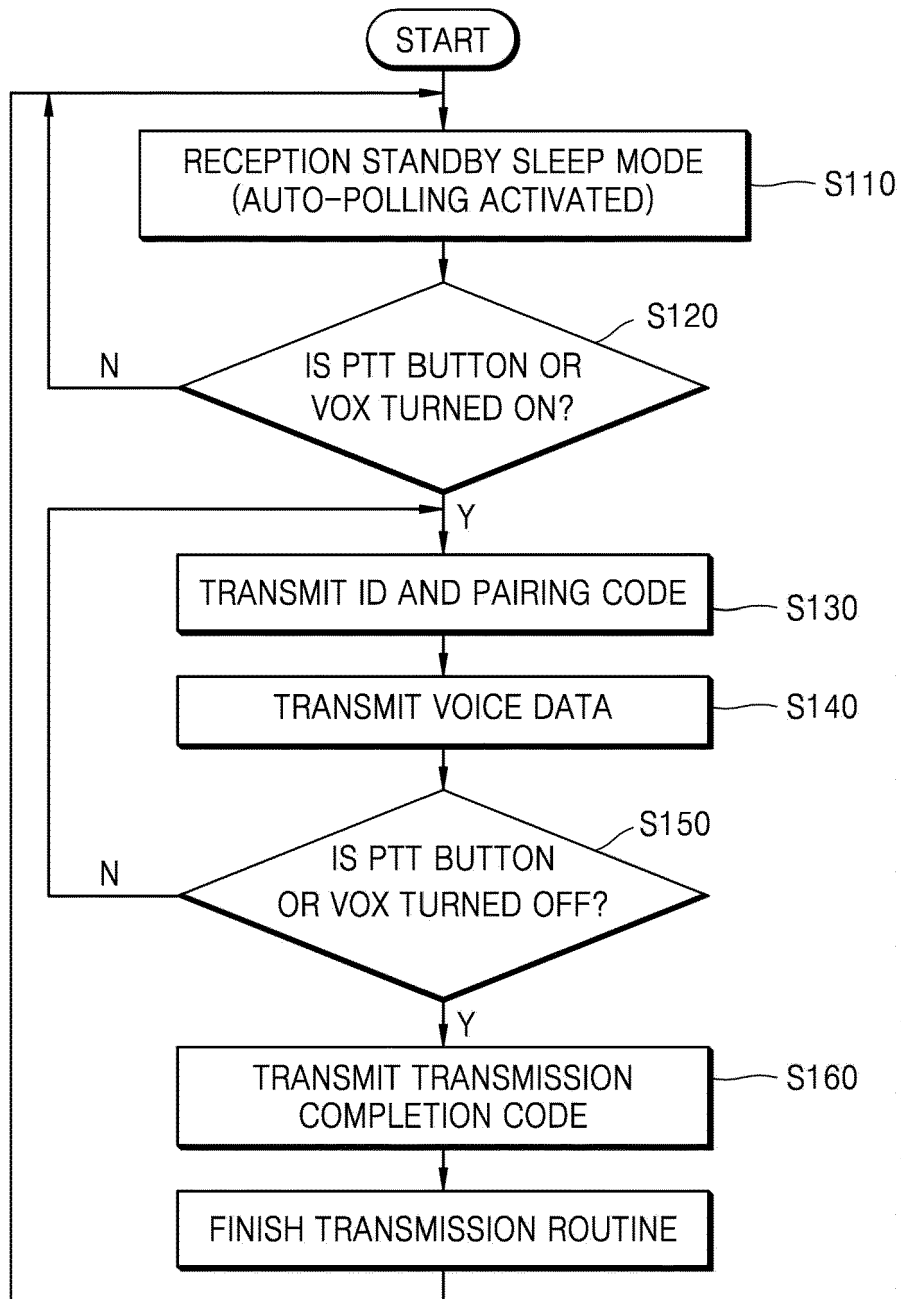 START
RECEPTION STANDBY SLEEP MODE
(AUTO-POLLING ACTIVATED)
S110
S120
N
IS PTT BUTTON OR
VOX TURNED ON?
Y
TRANSMIT ID AND PAIRING CODE
S130
TRANSMIT VOICE DATA
S140
S150
N
IS PTT BUTTON
OR VOX TURNED OFF?
Y
TRANSMIT TRANSMISSION
COMPLETION CODE
S160
FINISH TRANSMISSION ROUTINE